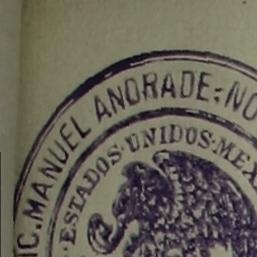 IC. MANUEL ANDRADE: NO
ESTADOS UNIDOS MEX